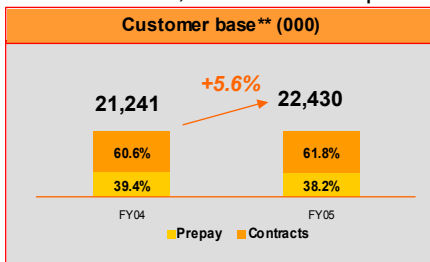 Customer base** (000)
+5.6%
21,241
22,430
60.6%
61.8%
39.4%
38.2%
FY04
FY05
Prepay Contracts